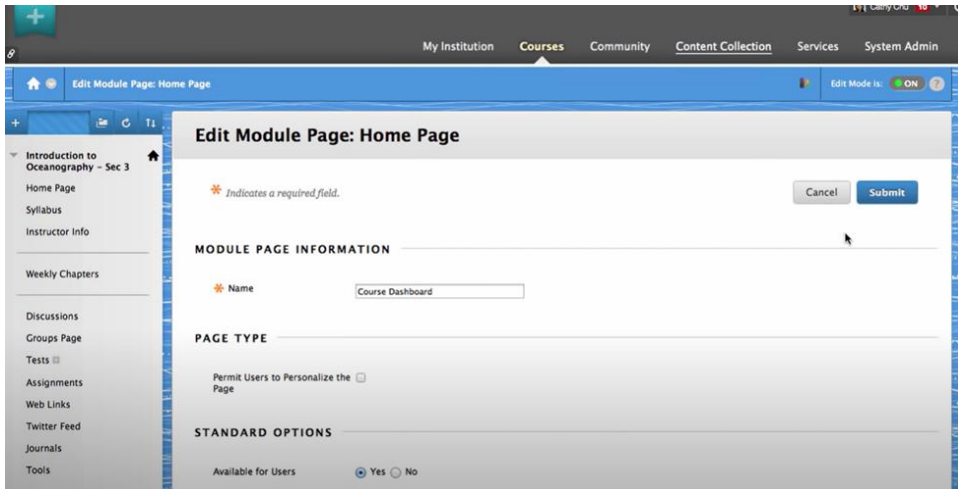 Cathy Chu 10
My Institution Courses Community Content Collection Services System Admin
Edit Module Page: Home Page
Edit Mode is: ON ?
Edit Module Page: Home Page
Introduction to
Oceanography – Sec 3
Home Page
Syllabus
Instructor Info
Weekly Chapters
Discussions
Groups Page
Tests
Assignments
Web Links
Twitter Feed
Journals
Tools
Indicates a required field.
Cancel Submit
MODULE PAGE INFORMATION
Name Course Dashboard
PAGE TYPE
Permit Users to Personalize the
Page
STANDARD OPTIONS
Available for Users Yes No